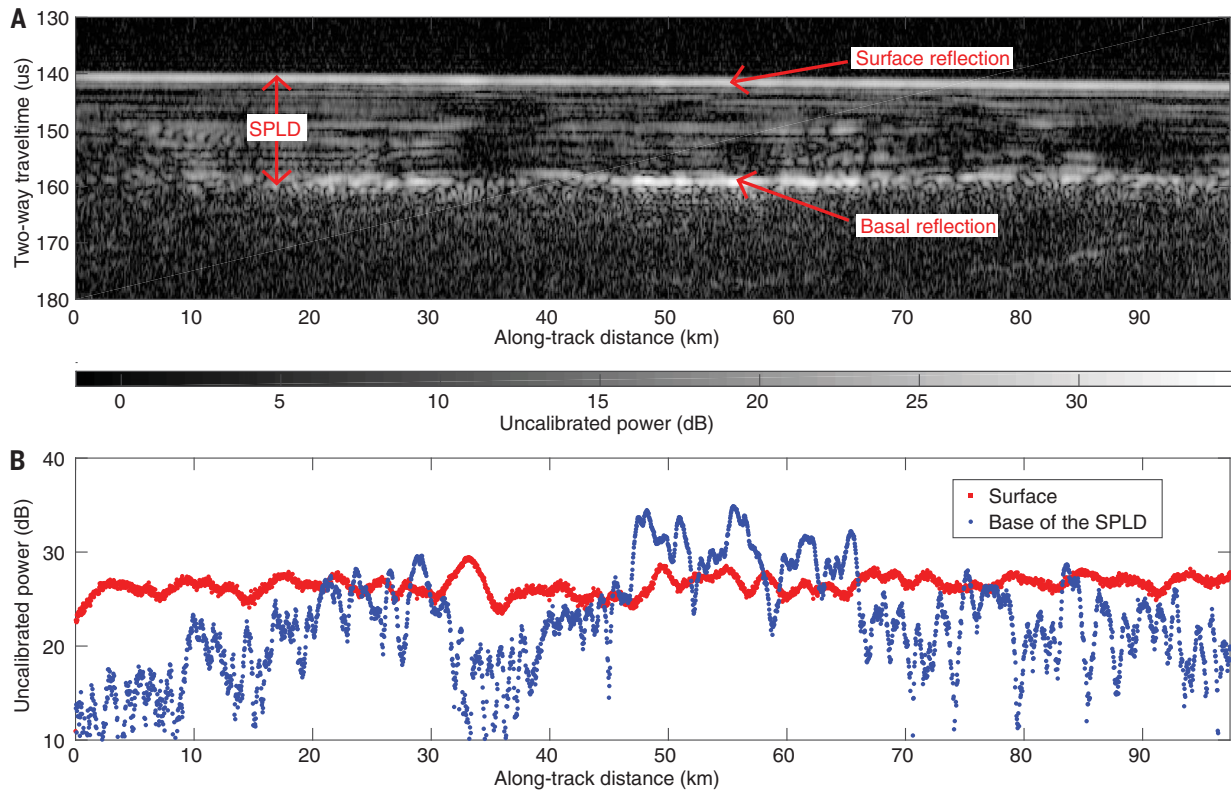 A
130
140
150
160
170
180
Two-way traveltime (us)
Surface reflection
SPLD
Basal reflection
0 10 20 30 40 50 60 70 80 90
Along-track distance (km)
0 5 10 15 20 25 30
Uncalibrated power (dB)
B
40
30
20
10
Uncalibrated power (dB)
Surface
Base of the SPLD
0 10 20 30 40 50 60 70 80 90
Along-track distance (km)